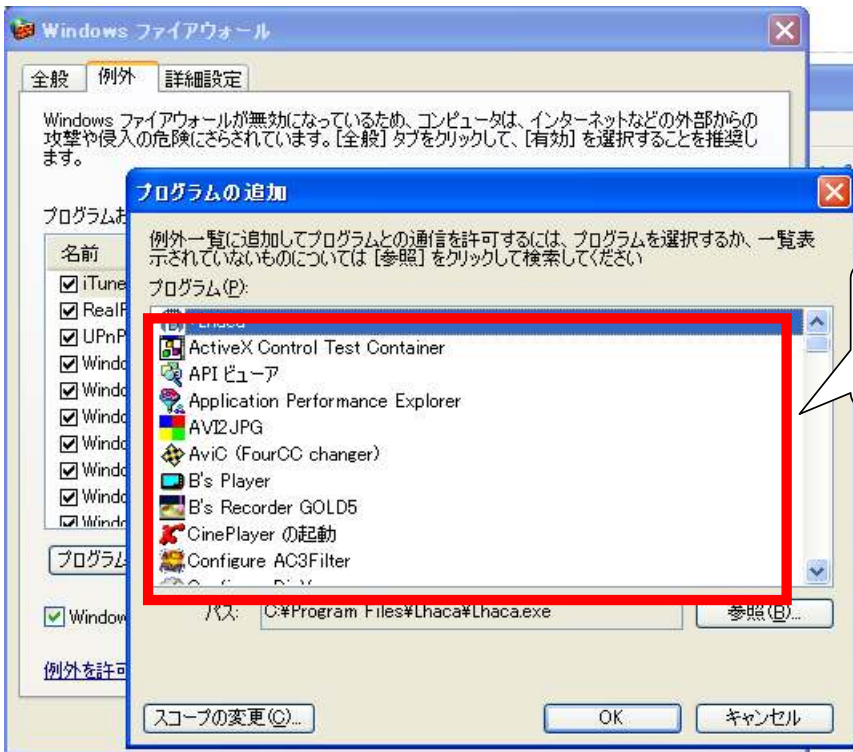 Windows ファイアウォール
全般 例外 詳細設定
Windows ファイアウォールが無効になっているため、コンピュータは、インターネットなどの外部からの
攻撃や侵入の危険にさらされています。[全般] タブをクリックして、[有効] を選択することを推奨し
ます。
プログラムの追加
プログラムお
例外一覧に追加してプログラムとの通信を許可するには、プログラムを選択するか、一覧表
示されていないものについては [参照] をクリックして検索してください
名前
プログラム(P):
iTune
RealP
UPnP
Windo
Windo
Windo
Windo
Windo
Windo
Windo
ActiveX Control Test Container
API ビューア
Application Performance Explorer
AVI2JPG
AviC (FourCC changer)
B's Player
B's Recorder GOLD5
CinePlayer の起動
Configure AC3Filter
プログラム
Window
パス: C:¥Program Files¥Lhaca¥Lhaca.exe 参照(B)...
例外を許可
スコープの変更(C)... OK キャンセル